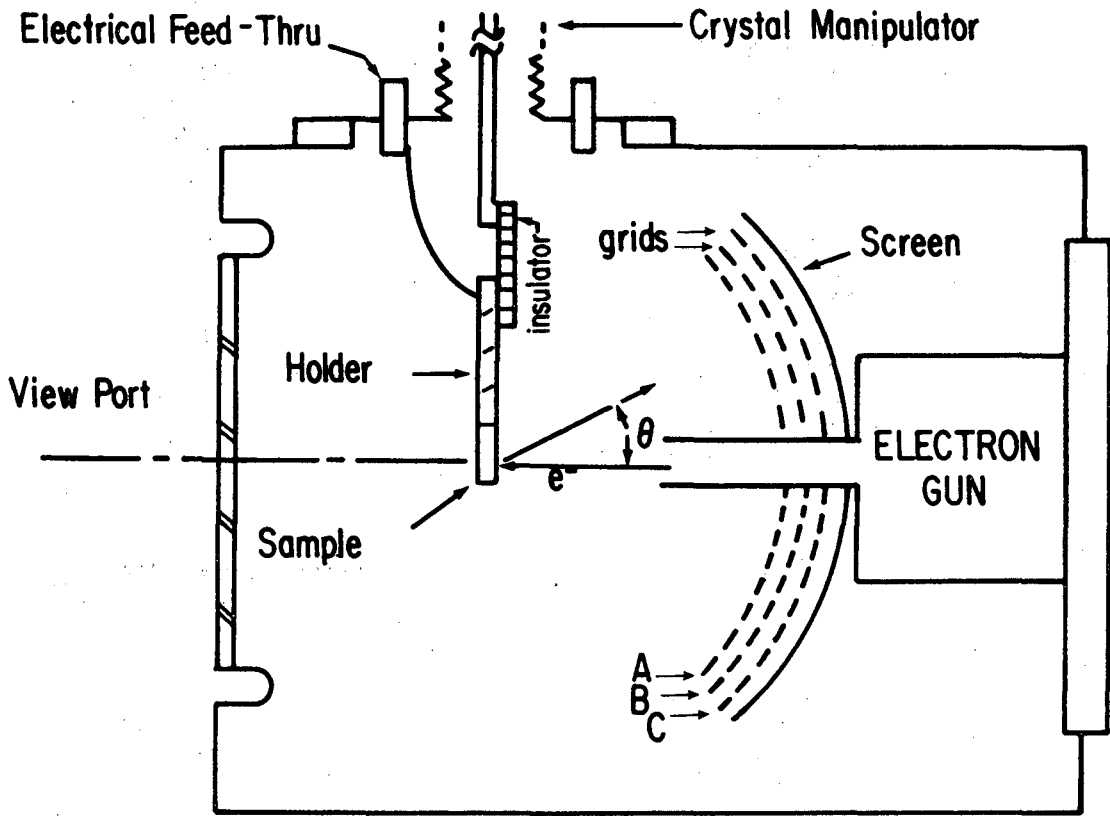 Electrical Feed-Thru
Crystal Manipulator
insulator
grids
Screen
Holder
View Port
θ
e-
ELECTRON
GUN
Sample
A
B
C